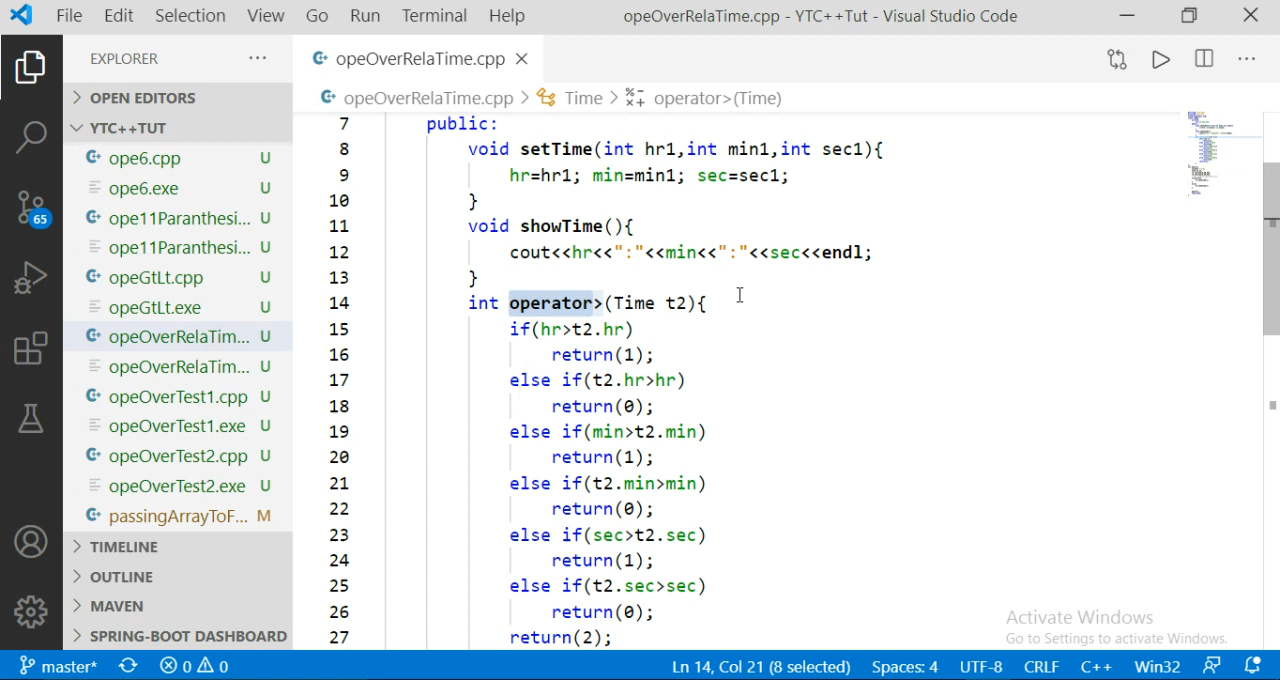 File Edit Selection View Go Run Terminal Help opeOverRelaTime.cpp - YTC++Tut - Visual Studio Code
EXPLORER ···
opeOverRelaTime.cpp
OPEN EDITORS
opeOverRelaTime.cpp > Time > operator>(Time)
YTC++TUT
ope6.cpp U
ope6.exe U
ope11Paranthesi... U
ope11Paranthesi... U
opeGtLt.cpp U
opeGtLt.exe U
opeOverRelaTim... U
opeOverRelaTim... U
opeOverTest1.cpp U
opeOverTest1.exe U
opeOverTest2.cpp U
opeOverTest2.exe U
passingArrayToF... M
TIMELINE
OUTLINE
MAVEN
SPRING-BOOT DASHBOARD
65
7 public:
8 void setTime(int hr1,int min1,int sec1){
9 hr=hr1; min=min1; sec=sec1;
10 }
11 void showTime(){
12 cout<<hr<<":"<<min<<":"<<sec<<endl;
13 }
14 int operator>(Time t2){
15 if(hr>t2.hr)
16 return(1);
17 else if(t2.hr>hr)
18 return(0);
19 else if(min>t2.min)
20 return(1);
21 else if(t2.min>min)
22 return(0);
23 else if(sec>t2.sec)
24 return(1);
25 else if(t2.sec>sec)
26 return(0);
27 return(2);
Activate Windows
Go to Settings to activate Windows.
master* 0 0 Ln 14, Col 21 (8 selected) Spaces: 4 UTF-8 CRLF C++ Win32